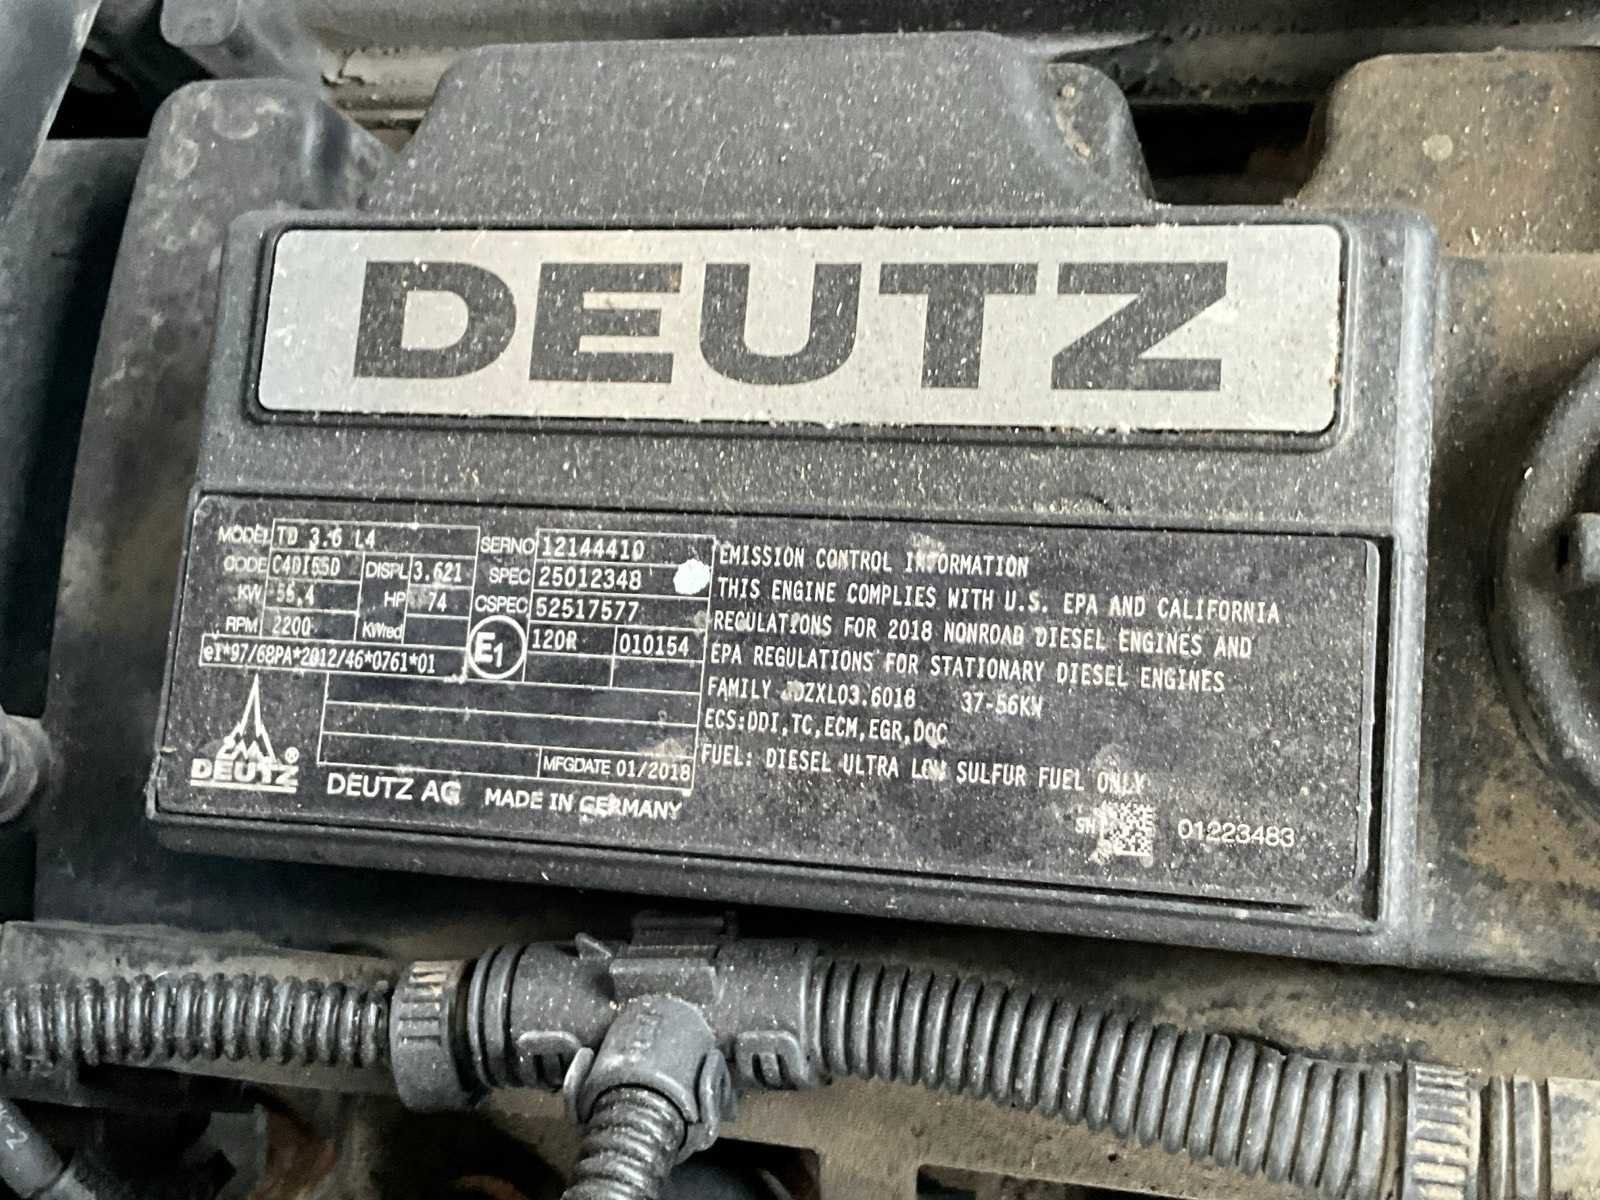 DEUTZ
MODEL TD 3.6 L4
CODE C4DI55D DISPL 3.621
KW 55,4 HP 74
RPM 2200 KWred
e1*97/68PA*2012/46*0761*01
SERNO 12144410
SPEC 25012348
CSPEC 52517577
E1 120R 010154
MFGDATE 01/2018
DEUTZ ®
DEUTZ AG MADE IN GERMANY
EMISSION CONTROL INFORMATION
THIS ENGINE COMPLIES WITH U.S. EPA AND CALIFORNIA
REGULATIONS FOR 2018 NONROAD DIESEL ENGINES AND
EPA REGULATIONS FOR STATIONARY DIESEL ENGINES
FAMILY JDZXL03.6018 37-56KW
ECS:DDI,TC,ECM,EGR,DOC
FUEL: DIESEL ULTRA LOW SULFUR FUEL ONLY
SN 01223483